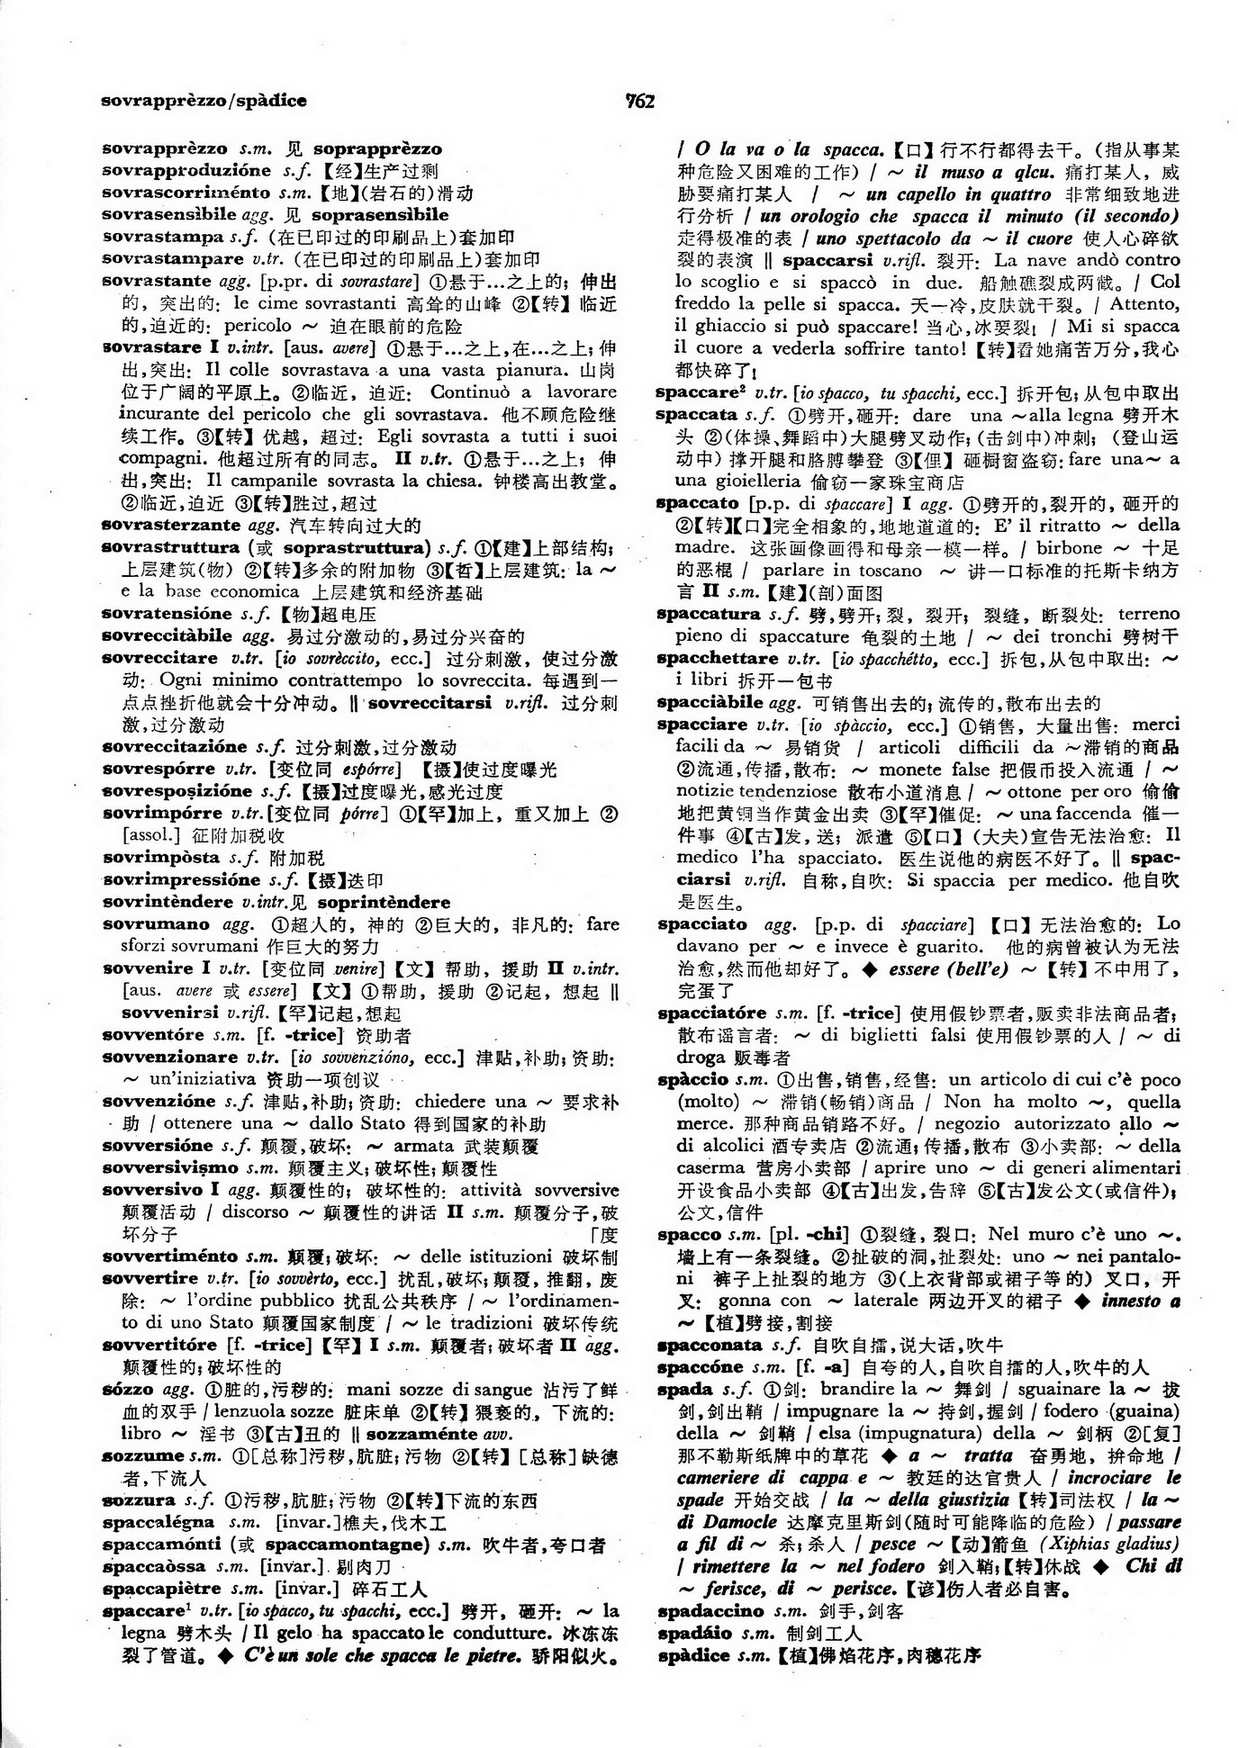 sovrapprèzzo/spàdice
762
sovrapprèzzo s.m. 见 soprapprèzzo
sovrapproduzióne s.f. 【经】生产过剩
sovrascorriménto s.m. 【地】(岩石的)滑动
sovrasensìbile agg. 见 soprasensìbile
sovrastampa s.f. (在已印过的印刷品上)套加印
sovrastampare v.tr. (在已印过的印刷品上)套加印
sovrastante agg. [p.pr. di sovrastare] ①悬于…之上的; 伸出
的, 突出的: le cime sovrastanti 高耸的山峰 ②【转】临近
的,迫近的: pericolo ～ 迫在眼前的危险
sovrastare I v.intr. [aus. avere] ①悬于…之上,在…之上;伸
出,突出: Il colle sovrastava a una vasta pianura. 山岗
位于广阔的平原上。②临近, 迫近: Continuò a lavorare
incurante del pericolo che gli sovrastava. 他不顾危险继
续工作。③【转】优越, 超过: Egli sovrasta a tutti i suoi
compagni. 他超过所有的同志。 II v.tr. ①悬于…之上; 伸
出,突出: Il campanile sovrasta la chiesa. 钟楼高出教堂。
②临近,迫近 ③【转】胜过,超过
sovrasterzante agg. 汽车转向过大的
sovrastruttura (或 soprastruttura) s.f. ①【建】上部结构;
上层建筑(物) ②【转】多余的附加物 ③【哲】上层建筑: la ～
e la base economica 上层建筑和经济基础
sovratensióne s.f. 【物】超电压
sovreccitàbile agg. 易过分激动的,易过分兴奋的
sovreccitare v.tr. [io sovrèccito, ecc.] 过分刺激, 使过分激
动: Ogni minimo contrattempo lo sovreccita. 每遇到一
点点挫折他就会十分冲动。‖ sovreccitarsi v.rifl. 过分刺
激,过分激动
sovreccitazióne s.f. 过分刺激,过分激动
sovrespórre v.tr. [变位同 espórre] 【摄】使过度曝光
sovresposizióne s.f. 【摄】过度曝光,感光过度
sovrimpórre v.tr. [变位同 pórre] ①【罕】加上, 重又加上 ②
[assol.] 征附加税收
sovrimpòsta s.f. 附加税
sovrimpressióne s.f. 【摄】迭印
sovrintèndere v.intr.见 soprintèndere
sovrumano agg. ①超人的, 神的 ②巨大的, 非凡的: fare
sforzi sovrumani 作巨大的努力
sovvenire I v.tr. [变位同 venire] 【文】帮助, 援助 II v.intr.
[aus. avere 或 essere] 【文】①帮助, 援助 ②记起, 想起 ‖
sovvenirsi v.rifl. 【罕】记起,想起
sovventóre s.m. [f. -trice] 资助者
sovvenzionare v.tr. [io sovvenzióno, ecc.] 津贴,补助;资助:
～ un'iniziativa 资助一项创议
sovvenzióne s.f. 津贴,补助;资助: chiedere una ～ 要求补
助 / ottenere una ～ dallo Stato 得到国家的补助
sovversióne s.f. 颠覆,破坏: ～ armata 武装颠覆
sovversivismo s.m. 颠覆主义;破坏性;颠覆性
sovversivo I agg. 颠覆性的; 破坏性的: attività sovversive
颠覆活动 / discorso ～ 颠覆性的讲话 II s.m. 颠覆分子,破
坏分子 「度
sovvertiménto s.m. 颠覆;破坏: ～ delle istituzioni 破坏制
sovvertire v.tr. [io sovvèrto, ecc.] 扰乱,破坏;颠覆, 推翻, 废
除: ～ l'ordine pubblico 扰乱公共秩序 / ～ l'ordinamen-
to di uno Stato 颠覆国家制度 / ～ le tradizioni 破坏传统
sovvertitóre [f. -trice] 【罕】 I s.m. 颠覆者;破坏者 II agg.
颠覆性的;破坏性的
sózzo agg. ①脏的,污秽的: mani sozze di sangue 沾污了鲜
血的双手 / lenzuola sozze 脏床单 ②【转】猥亵的, 下流的:
libro ～ 淫书 ③【古】丑的 ‖ sozzaménte avv.
sozzume s.m. ①[总称]污秽,肮脏;污物 ②【转】[总称]缺德
者,下流人
sozzura s.f. ①污秽,肮脏;污物 ②【转】下流的东西
spaccalégna s.m. [invar.]樵夫,伐木工
spaccamónti (或 spaccamontagne) s.m. 吹牛者,夸口者
spaccaòssa s.m. [invar.] 剔肉刀
spaccapiètre s.m. [invar.] 碎石工人
spaccare¹ v.tr. [io spacco, tu spacchi, ecc.] 劈开, 砸开: ～ la
legna 劈木头 / Il gelo ha spaccato le condutture. 冰冻冻
裂了管道。◆ C'è un sole che spacca le pietre. 骄阳似火。
/ O la va o la spacca. 【口】行不行都得去干。(指从事某
种危险又困难的工作) / ～ il muso a qlcu. 痛打某人, 威
胁要痛打某人 / ～ un capello in quattro 非常细致地进
行分析 / un orologio che spacca il minuto (il secondo)
走得极准的表 / uno spettacolo da ～ il cuore 使人心碎欲
裂的表演 ‖ spaccarsi v.rifl. 裂开: La nave andò contro
lo scoglio e si spaccò in due. 船触礁裂成两截。/ Col
freddo la pelle si spacca. 天一冷,皮肤就干裂。/ Attento,
il ghiaccio si può spaccare! 当心,冰要裂! / Mi si spacca
il cuore a vederla soffrire tanto! 【转】看她痛苦万分,我心
都快碎了!
spaccare² v.tr. [io spacco, tu spacchi, ecc.] 拆开包;从包中取出
spaccata s.f. ①劈开,砸开: dare una ～alla legna 劈开木
头 ②(体操、舞蹈中)大腿劈叉动作;(击剑中)冲刺; (登山运
动中) 撑开腿和胳膊攀登 ③【俚】砸橱窗盗窃: fare una～ a
una gioielleria 偷窃一家珠宝商店
spaccato [p.p. di spaccare] I agg. ①劈开的,裂开的, 砸开的
②【转】【口】完全相象的,地地道道的: E' il ritratto ～ della
madre. 这张画像画得和母亲一模一样。/ birbone ～ 十足
的恶棍 / parlare in toscano ～ 讲一口标准的托斯卡纳方
言 II s.m. 【建】(剖)面图
spaccatura s.f. 劈,劈开;裂, 裂开; 裂缝, 断裂处: terreno
pieno di spaccature 龟裂的土地 / ～ dei tronchi 劈树干
spacchettare v.tr. [io spacchétto, ecc.] 拆包,从包中取出: ～
i libri 拆开一包书
spacciàbile agg. 可销售出去的; 流传的,散布出去的
spacciare v.tr. [io spàccio, ecc.] ①销售, 大量出售: merci
facili da ～ 易销货 / articoli difficili da ～滞销的商品
②流通,传播,散布: ～ monete false 把假币投入流通 / ～
notizie tendenziose 散布小道消息 / ～ ottone per oro 偷偷
地把黄铜当作黄金出卖 ③【罕】催促: ～ una faccenda 催一
件事 ④【古】发, 送; 派遣 ⑤【口】(大夫)宣告无法治愈: Il
medico l'ha spacciato. 医生说他的病医不好了。‖ spac-
ciarsi v.rifl. 自称,自吹: Si spaccia per medico. 他自吹
是医生。
spacciato agg. [p.p. di spacciare] 【口】无法治愈的: Lo
davano per ～ e invece è guarito. 他的病曾被认为无法
治愈,然而他却好了。◆ essere (bell'e) ～ 【转】不中用了,
完蛋了
spacciatóre s.m. [f. -trice] 使用假钞票者,贩卖非法商品者;
散布谣言者: ～ di biglietti falsi 使用假钞票的人 / ～ di
droga 贩毒者
spàccio s.m. ①出售,销售,经售: un articolo di cui c'è poco
(molto) ～ 滞销(畅销)商品 / Non ha molto ～, quella
merce. 那种商品销路不好。/ negozio autorizzato allo ～
di alcolici 酒专卖店 ②流通;传播,散布 ③小卖部: ～ della
caserma 营房小卖部 / aprire uno ～ di generi alimentari
开设食品小卖部 ④【古】出发,告辞 ⑤【古】发公文(或信件);
公文,信件
spacco s.m. [pl. -chi] ①裂缝, 裂口: Nel muro c'è uno ～.
墙上有一条裂缝。②扯破的洞,扯裂处: uno ～ nei pantalo-
ni 裤子上扯裂的地方 ③(上衣背部或裙子等的) 叉口, 开
叉: gonna con ～ laterale 两边开叉的裙子 ◆ innesto a
～ 【植】劈接,割接
spacconata s.f. 自吹自擂,说大话,吹牛
spaccóne s.m. [f. -a] 自夸的人,自吹自擂的人,吹牛的人
spada s.f. ①剑: brandire la ～ 舞剑 / sguainare la ～ 拔
剑,剑出鞘 / impugnare la ～ 持剑,握剑 / fodero (guaina)
della ～ 剑鞘 / elsa (impugnatura) della ～ 剑柄 ②[复]
那不勒斯纸牌中的草花 ◆ a ～ tratta 奋勇地, 拚命地 /
cameriere di cappa e ～ 教廷的达官贵人 / incrociare le
spade 开始交战 / la ～ della giustizia 【转】司法权 / la ～
di Damocle 达摩克里斯剑(随时可能降临的危险) / passare
a fil di ～ 杀;杀人 / pesce ～ 【动】箭鱼 (Xiphias gladius)
/ rimettere la ～ nel fodero 剑入鞘;【转】休战 ◆ Chi di
～ ferisce, di ～ perisce. 【谚】伤人者必自害。
spadaccino s.m. 剑手,剑客
spadáio s.m. 制剑工人
spàdice s.m. 【植】佛焰花序,肉穗花序